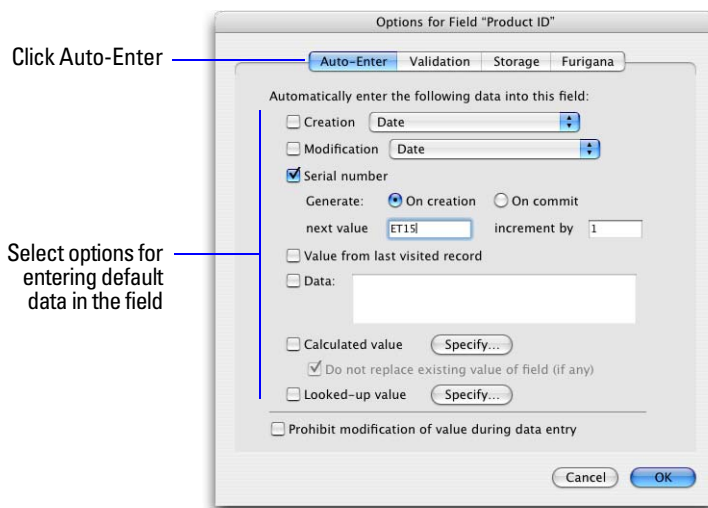 Options for Field “Product ID”
Click Auto-Enter
Auto-Enter Validation Storage Furigana
Automatically enter the following data into this field:
Creation Date
Modification Date
Serial number
Generate: On creation On commit
next value ET15 increment by 1
Value from last visited record
Select options for
entering default
data in the field
Data:
Calculated value Specify...
Do not replace existing value of field (if any)
Looked-up value Specify...
Prohibit modification of value during data entry
Cancel OK